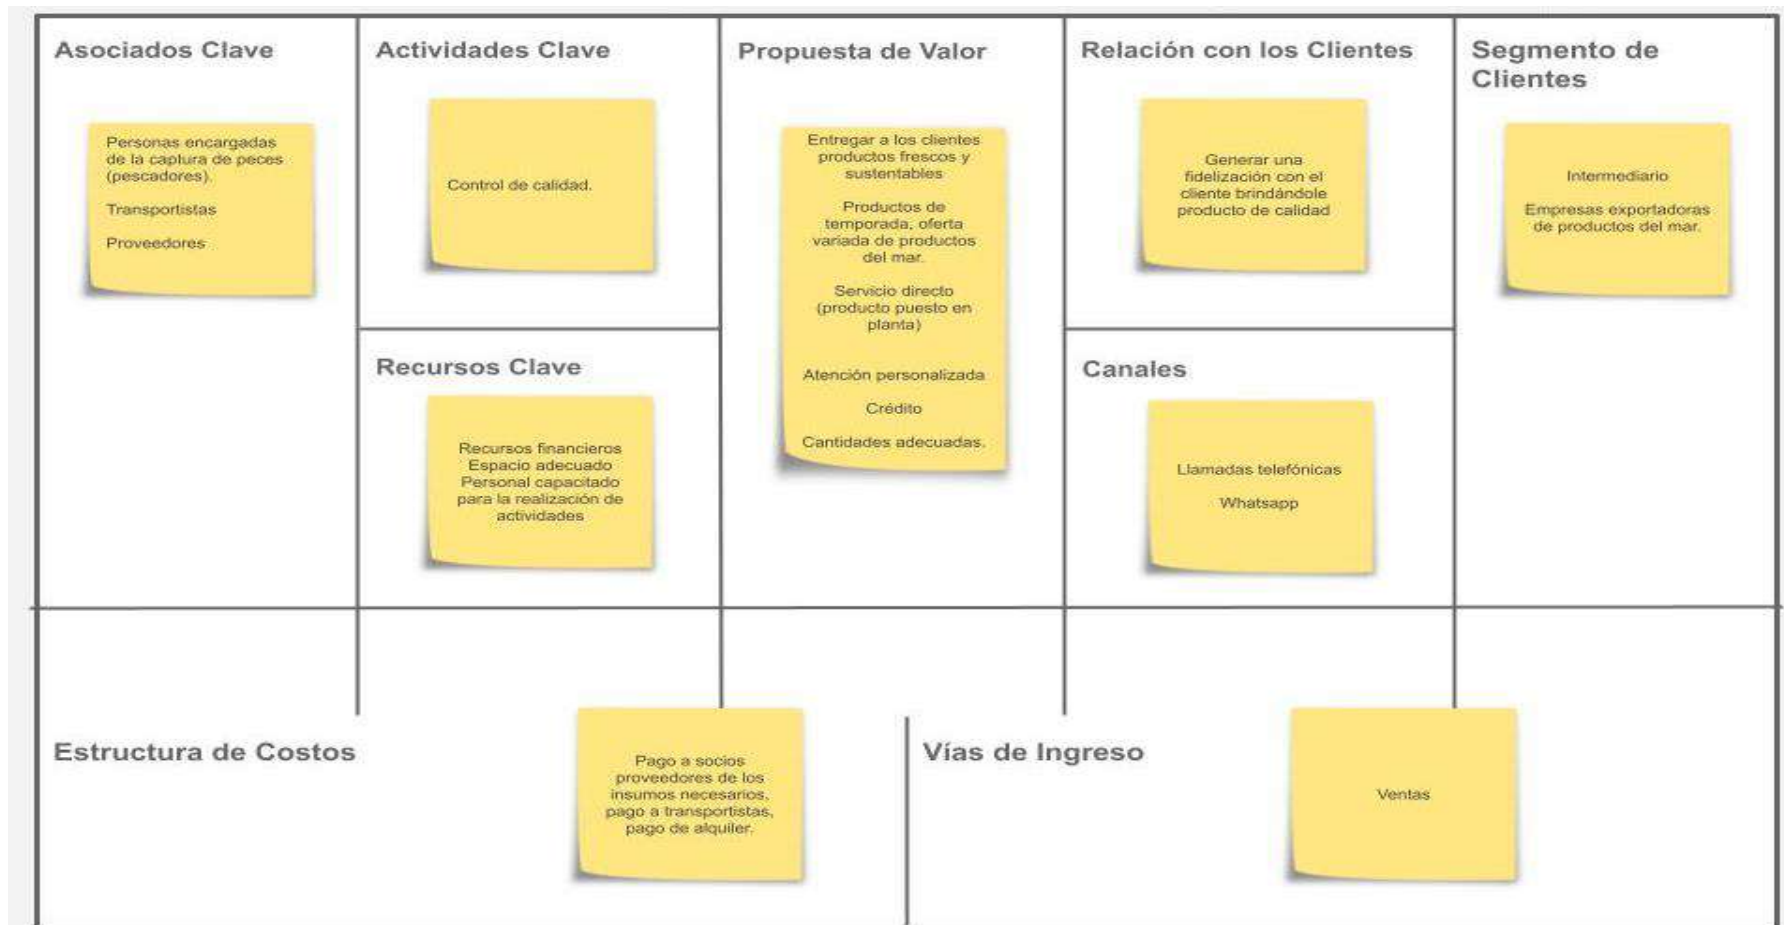 Asociados Clave
Personas encargadas
de la captura de peces
(pescadores).
Transportistas
Proveedores
Actividades Clave
Control de calidad.
Recursos Clave
Recursos financieros
Espacio adecuado
Personal capacitado
para la realización de
actividades
Propuesta de Valor
Entregar a los clientes
productos frescos y
sustentables
Productos de
temporada, oferta
variada de productos
del mar.
Servicio directo
(producto puesto en
planta)
Atención personalizada
Crédito
Cantidades adecuadas.
Relación con los Clientes
Generar una
fidelización con el
cliente brindándole
producto de calidad
Canales
Llamadas telefónicas
Whatsapp
Segmento de
Clientes
Intermediario
Empresas exportadoras
de productos del mar.
Estructura de Costos
Pago a socios
proveedores de los
insumos necesarios,
pago a transportistas,
pago de alquiler.
Vías de Ingreso
Ventas